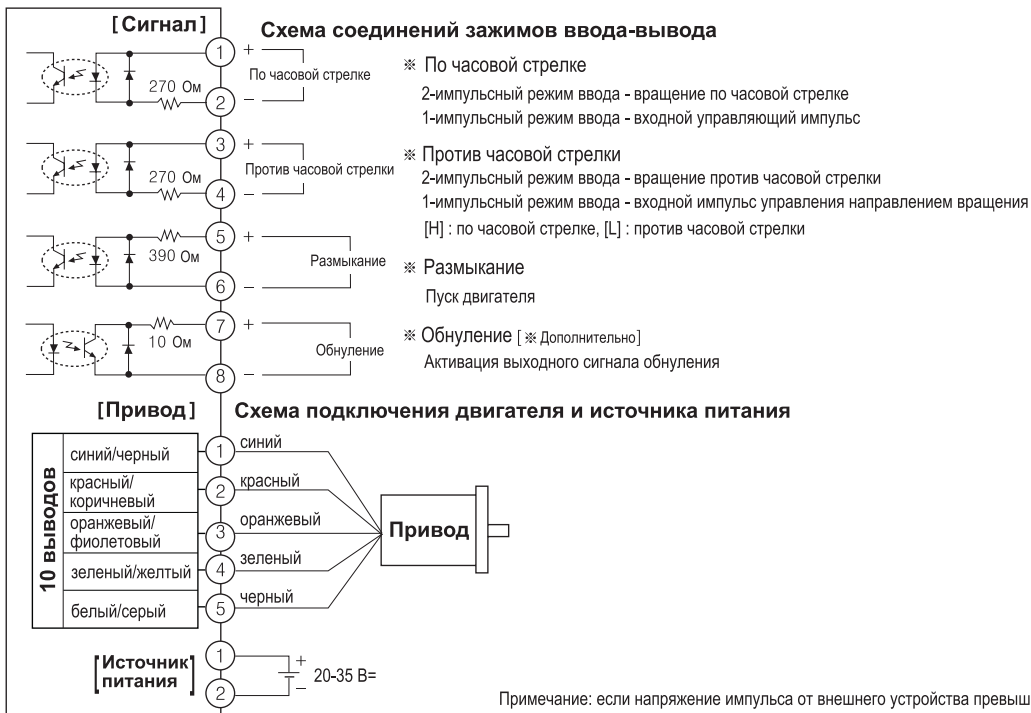 [Сигнал]
Схема соединений зажимов ввода-вывода
1 +
По часовой стрелке
270 Ом
2 −
※ По часовой стрелке
2-импульсный режим ввода - вращение по часовой стрелке
1-импульсный режим ввода - входной управляющий импульс
3 +
Против часовой стрелки
270 Ом
4 −
※ Против часовой стрелки
2-импульсный режим ввода - вращение против часовой стрелки
1-импульсный режим ввода - входной импульс управления направлением вращения
[H] : по часовой стрелке, [L] : против часовой стрелки
5 +
390 Ом
Размыкание
6 −
※ Размыкание
Пуск двигателя
7 +
10 Ом
Обнуление
8 −
※ Обнуление [ ※ Дополнительно]
Активация выходного сигнала обнуления
[Привод]
Схема подключения двигателя и источника питания
10 выводов
синий/черный
1
синий
красный/
коричневый
2
красный
оранжевый/
фиолетовый
3
оранжевый
зеленый/желтый
4
зеленый
белый/серый
5
черный
Привод
[Источник
питания]
1
2
+
−
20-35 В=
Примечание: если напряжение импульса от внешнего устройства превыш